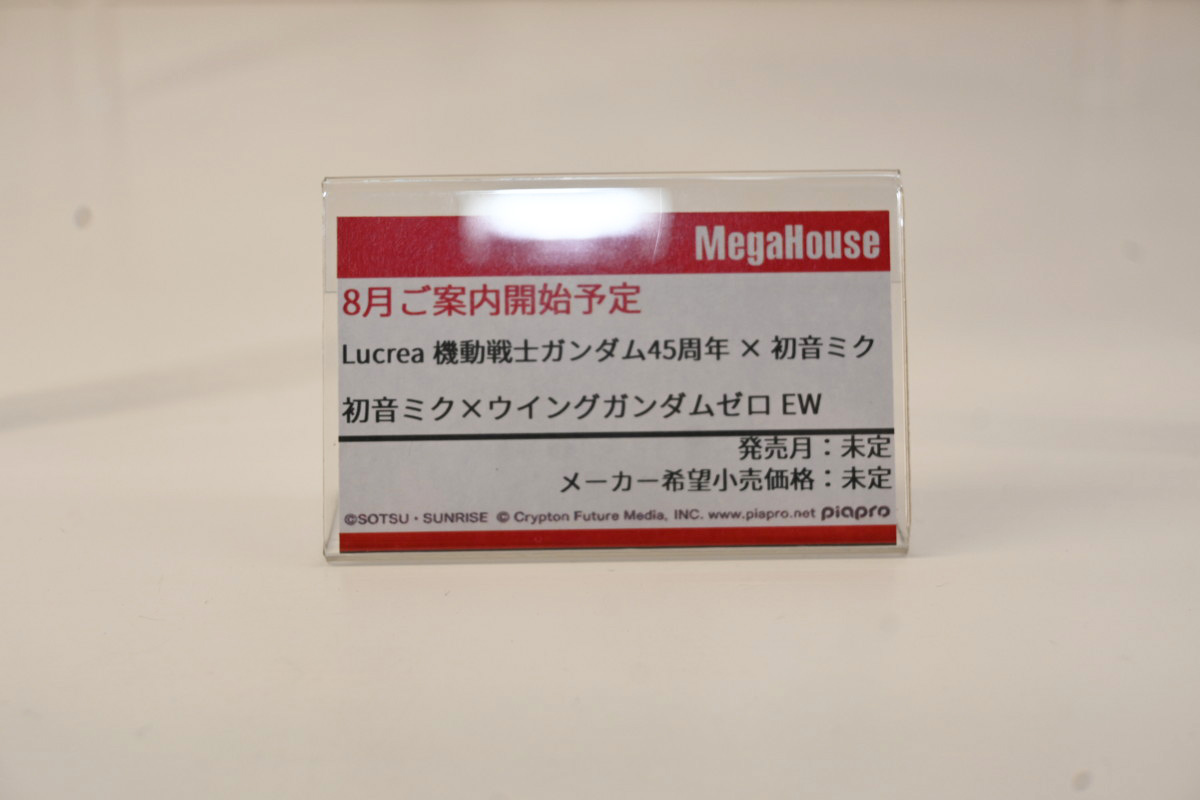 MegaHouse
8月ご案内開始予定
Lucrea 機動戦士ガンダム45周年 × 初音ミク
初音ミク×ウイングガンダムゼロ EW
発売月：未定
メーカー希望小売価格：未定
©SOTSU・SUNRISE © Crypton Future Media, INC. www.piapro.net piapro